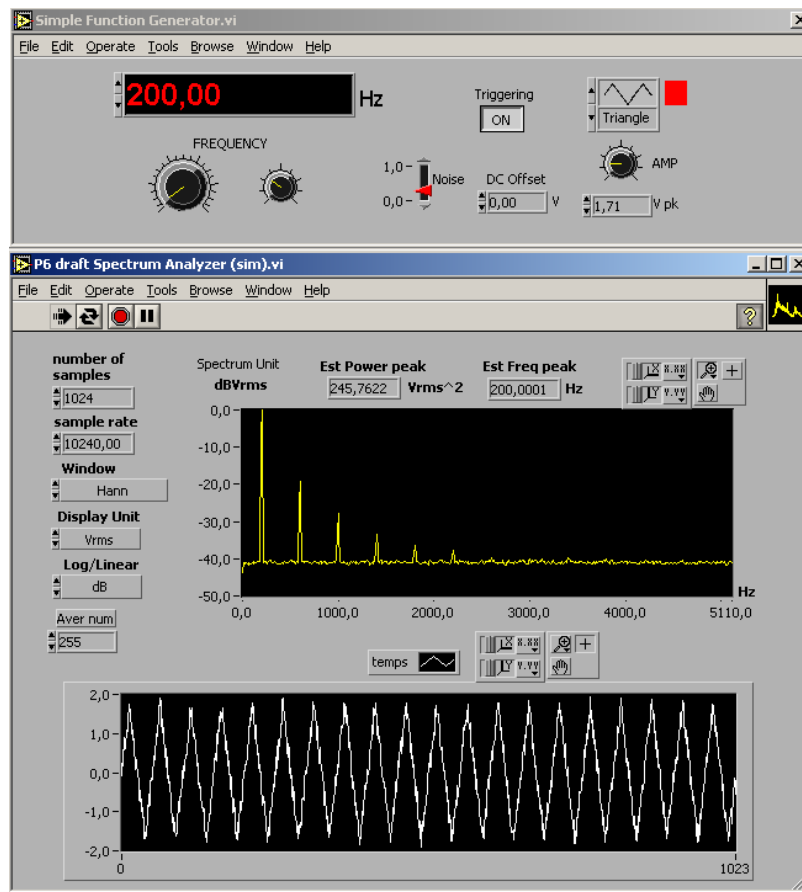 Simple Function Generator.vi
File Edit Operate Tools Browse Window Help
200,00 Hz
Triggering
ON
Triangle
FREQUENCY
AMP
1,0
0,0
Noise
DC Offset
0,00 V
1,71 V pk
P6 draft Spectrum Analyzer (sim).vi
File Edit Operate Tools Browse Window Help
?
number of
samples
1024
sample rate
10240,00
Window
Hann
Display Unit
Vrms
Log/Linear
dB
Aver num
255
Spectrum Unit
dBVrms
Est Power peak
245,7622 Vrms^2
Est Freq peak
200,0001 Hz
X X.XX
Y Y.YY
0,0
-10,0
-20,0
-30,0
-40,0
-50,0
Hz
0,0 1000,0 2000,0 3000,0 4000,0 5110,0
temps
X X.XX
Y Y.YY
2,0
1,0
0,0
-1,0
-2,0
0 1023